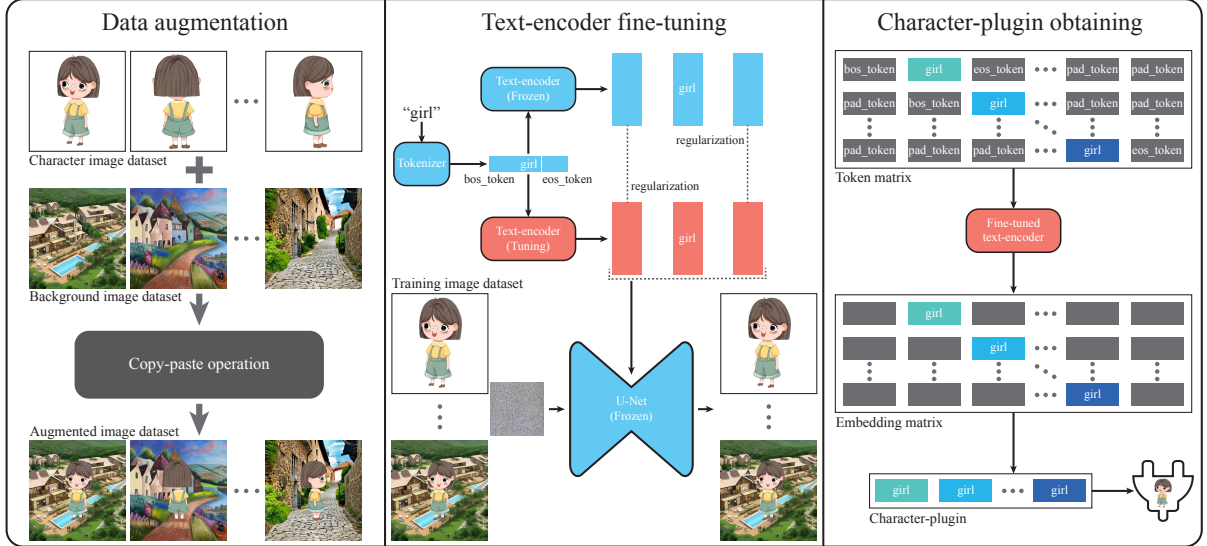 Data augmentation
Character image dataset
Background image dataset
Copy-paste operation
Augmented image dataset
Text-encoder fine-tuning
“girl”
Tokenizer
Text-encoder
(Frozen)
girl
bos_token
eos_token
Text-encoder
(Tuning)
girl
regularization
regularization
girl
Training image dataset
U-Net
(Frozen)
Character-plugin obtaining
bos_token girl eos_token pad_token pad_token
pad_token bos_token girl pad_token pad_token
pad_token pad_token pad_token girl eos_token
Token matrix
Fine-tuned
text-encoder
girl
girl
girl
Embedding matrix
girl girl girl
Character-plugin